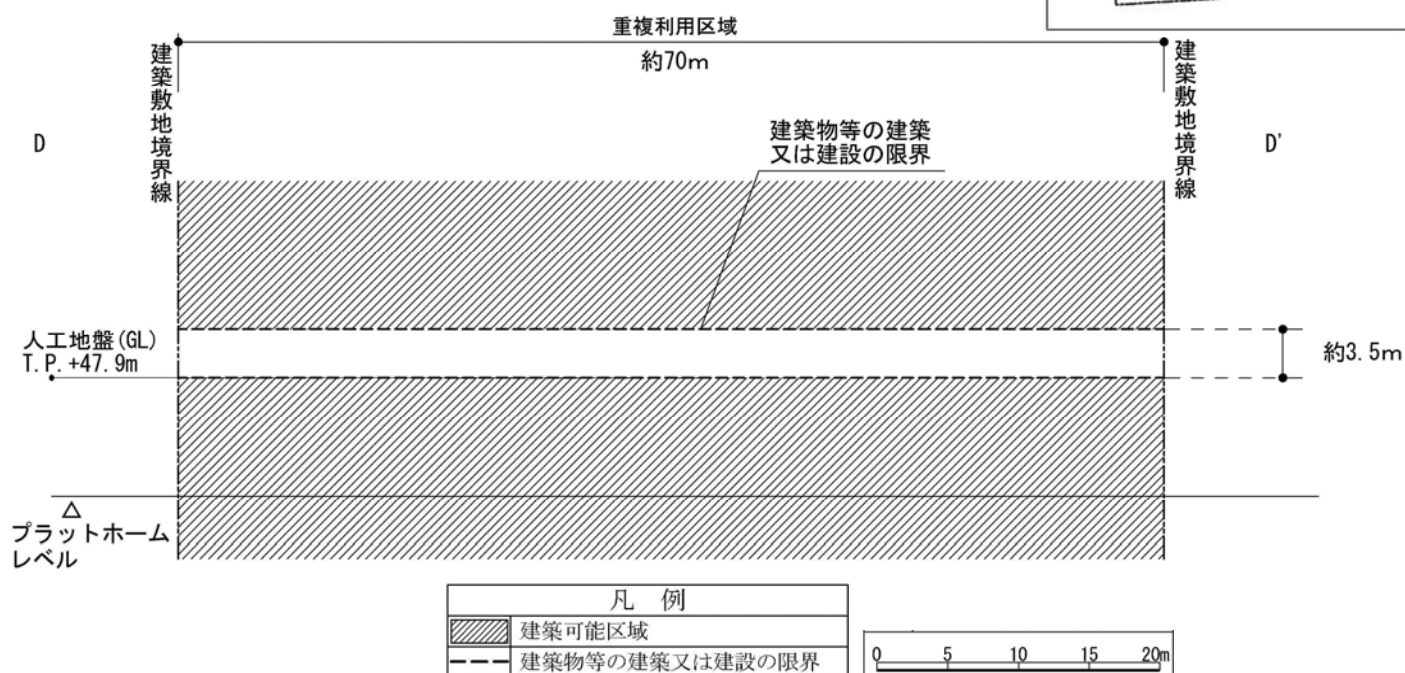 重複利用区域
約70m
建築敷地境界線
建築敷地境界線
D
D'
建築物等の建築
又は建設の限界
人工地盤(GL)
T.P.+47.9m
約3.5m
プラットホーム
レベル
凡 例
建築可能区域
建築物等の建築又は建設の限界
0 5 10 15 20m